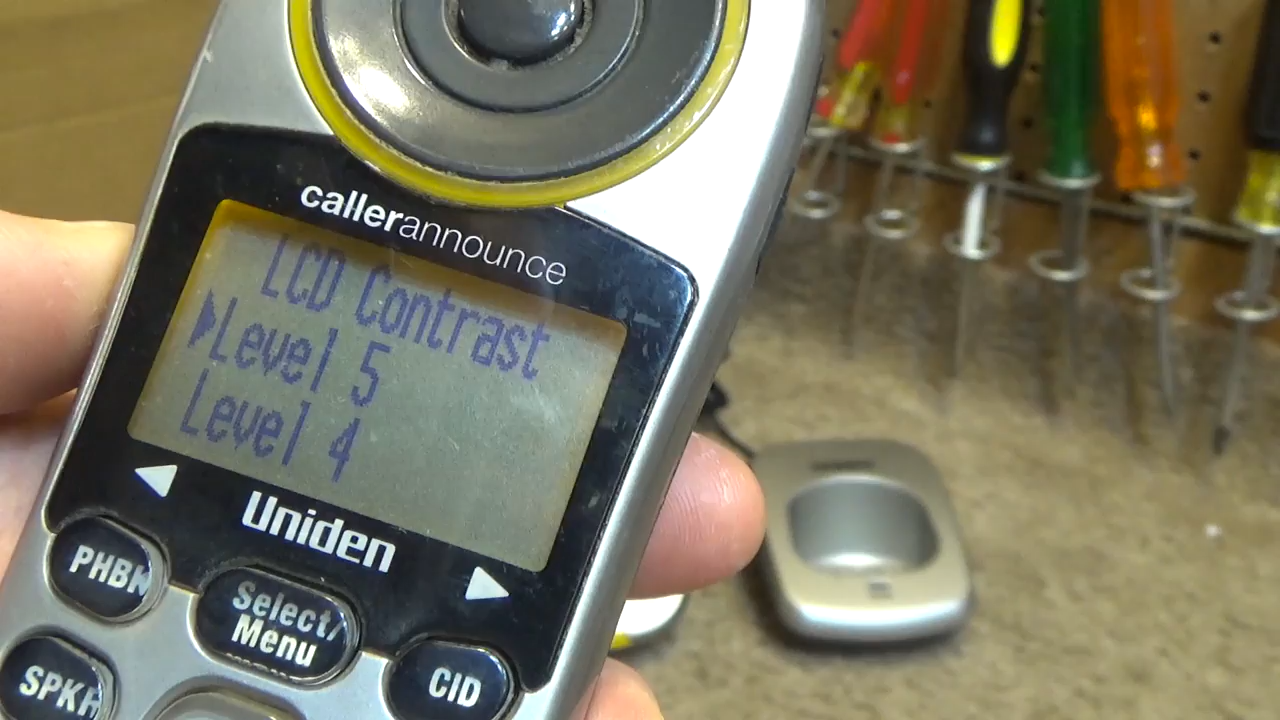 callerannounce
LCD Contrast
Level 5
Level 4
Uniden
PHBK
Select/
Menu
SPKR
CID